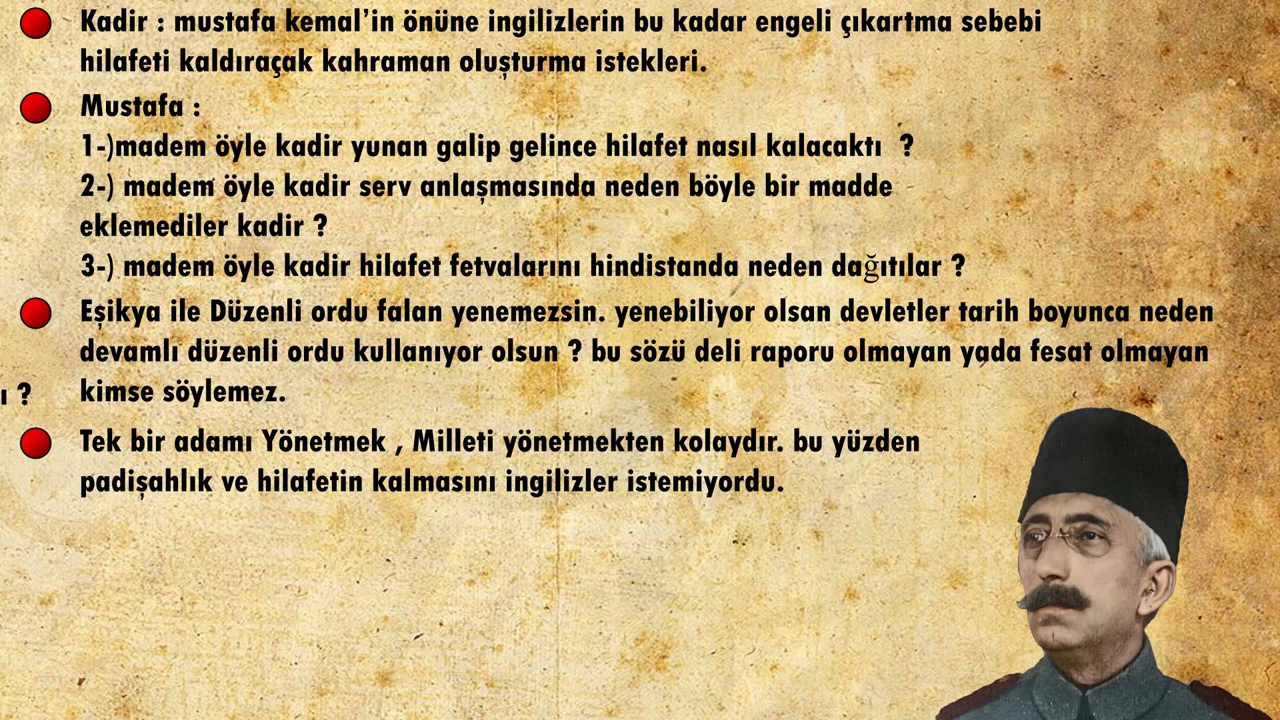 Kadir : mustafa kemal’in önüne ingilizlerin bu kadar engeli çıkartma sebebi
hilafeti kaldıraçak kahraman oluşturma istekleri.
Mustafa :
1-)madem öyle kadir yunan galip gelince hilafet nasıl kalacaktı ?
2-) madem öyle kadir serv anlaşmasında neden böyle bir madde
eklemediler kadir ?
3-) madem öyle kadir hilafet fetvalarını hindistanda neden dağıtılar ?
Eşikya ile Düzenli ordu falan yenemezsin. yenebiliyor olsan devletler tarih boyunca neden
devamlı düzenli ordu kullanıyor olsun ? bu sözü deli raporu olmayan yada fesat olmayan
kimse söylemez.
ı ?
Tek bir adamı Yönetmek , Milleti yönetmekten kolaydır. bu yüzden
padişahlık ve hilafetin kalmasını ingilizler istemiyordu.